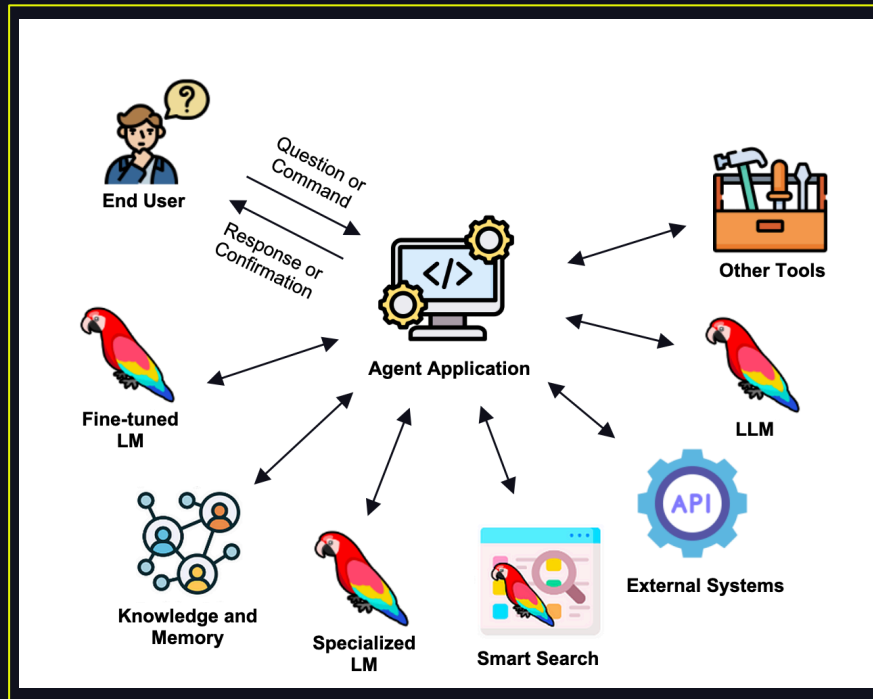 ?
End User
Question or
Command
Response or
Confirmation
</>
Agent Application
Other Tools
Fine-tuned
LM
LLM
API
External Systems
Knowledge and
Memory
Specialized
LM
Smart Search